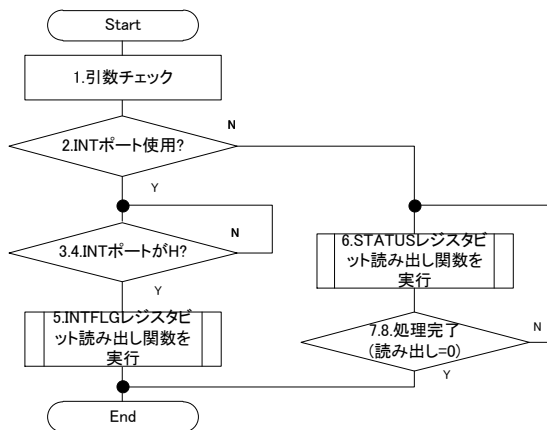 Start
1.引数チェック
2.INTポート使用?
N
Y
3.4.INTポートがH?
N
Y
5.INTFLGレジスタビ
ット読み出し関数を
実行
6.STATUSレジスタビ
ット読み出し関数を
実行
7.8.処理完了
(読み出し=0)
N
Y
End